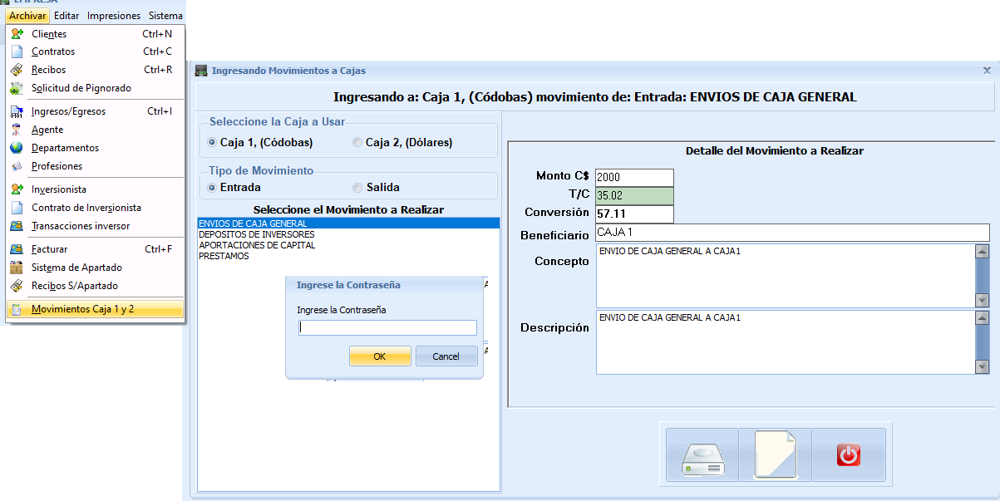 EMPRESA
Archivar Editar Impresiones Sistema
Clientes Ctrl+N
Contratos Ctrl+C
Recibos Ctrl+R
Solicitud de Pignorado
Ingresos/Egresos Ctrl+I
Agente
Departamentos
Profesiones
Inversionista
Contrato de Inversionista
Transacciones inversor
Facturar Ctrl+F
Sistema de Apartado
Recibos S/Apartado
Movimientos Caja 1 y 2
Ingresando Movimientos a Cajas
Ingresando a: Caja 1, (Códobas) movimiento de: Entrada: ENVIOS DE CAJA GENERAL
Seleccione la Caja a Usar
Caja 1, (Códobas) Caja 2, (Dólares)
Tipo de Movimiento
Entrada Salida
Seleccione el Movimiento a Realizar
ENVIOS DE CAJA GENERAL
DEPOSITOS DE INVERSORES
APORTACIONES DE CAPITAL
PRESTAMOS
Ingrese la Contraseña
Ingrese la Contraseña
OK Cancel
Detalle del Movimiento a Realizar
Monto C$ 2000
T/C 35.02
Conversión 57.11
Beneficiario CAJA 1
Concepto ENVIO DE CAJA GENERAL A CAJA1
Descripción ENVIO DE CAJA GENERAL A CAJA1